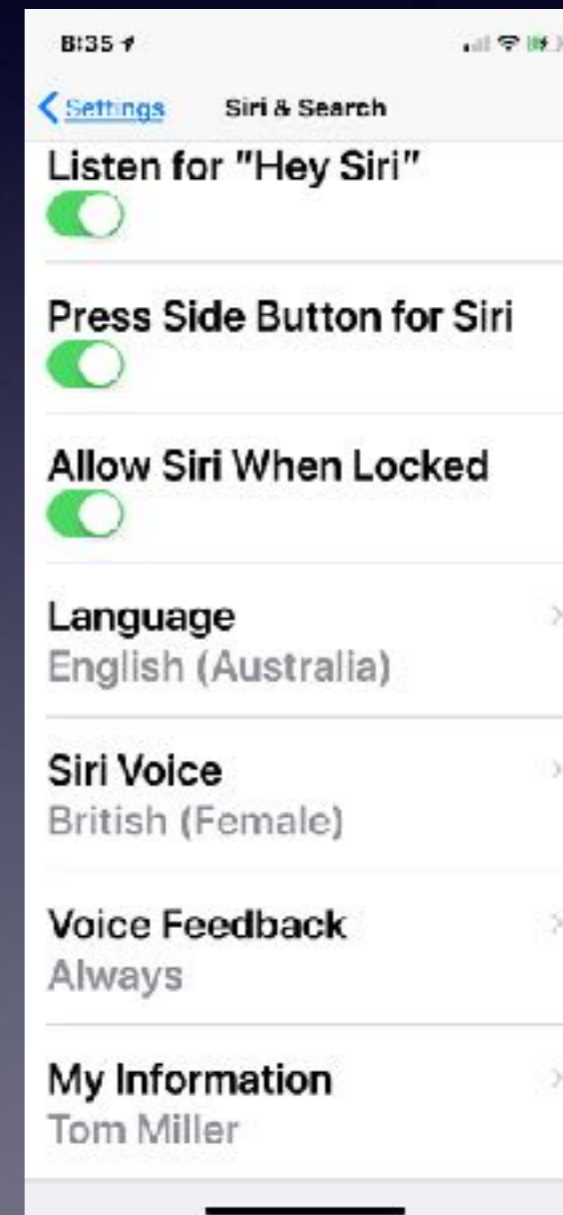 8:35
Settings Siri & Search
Listen for "Hey Siri"
Press Side Button for Siri
Allow Siri When Locked
Language
English (Australia)
Siri Voice
British (Female)
Voice Feedback
Always
My Information
Tom Miller